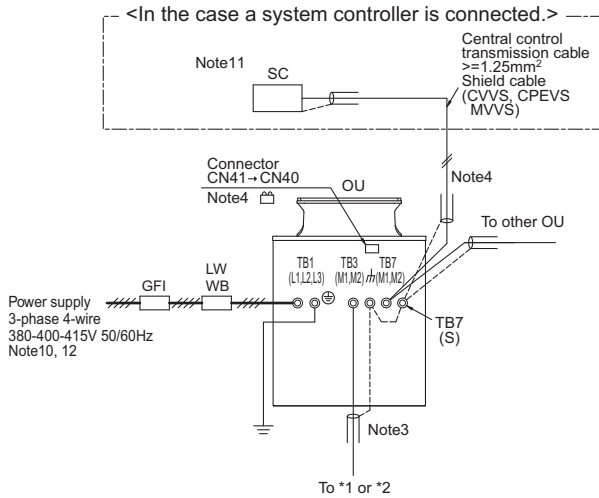 <In the case a system controller is connected.>
Note11
SC
Central control
transmission cable
>=1.25mm²
Shield cable
(CVVS, CPEVS
MVVS)
Connector
CN41→CN40
Note4
OU
Note4
To other OU
TB1
(L1,L2,L3)
TB3
(M1,M2)
TB7
(M1,M2)
GFI
LW
WB
Power supply
3-phase 4-wire
380-400-415V 50/60Hz
Note10, 12
TB7
(S)
Note3
To *1 or *2